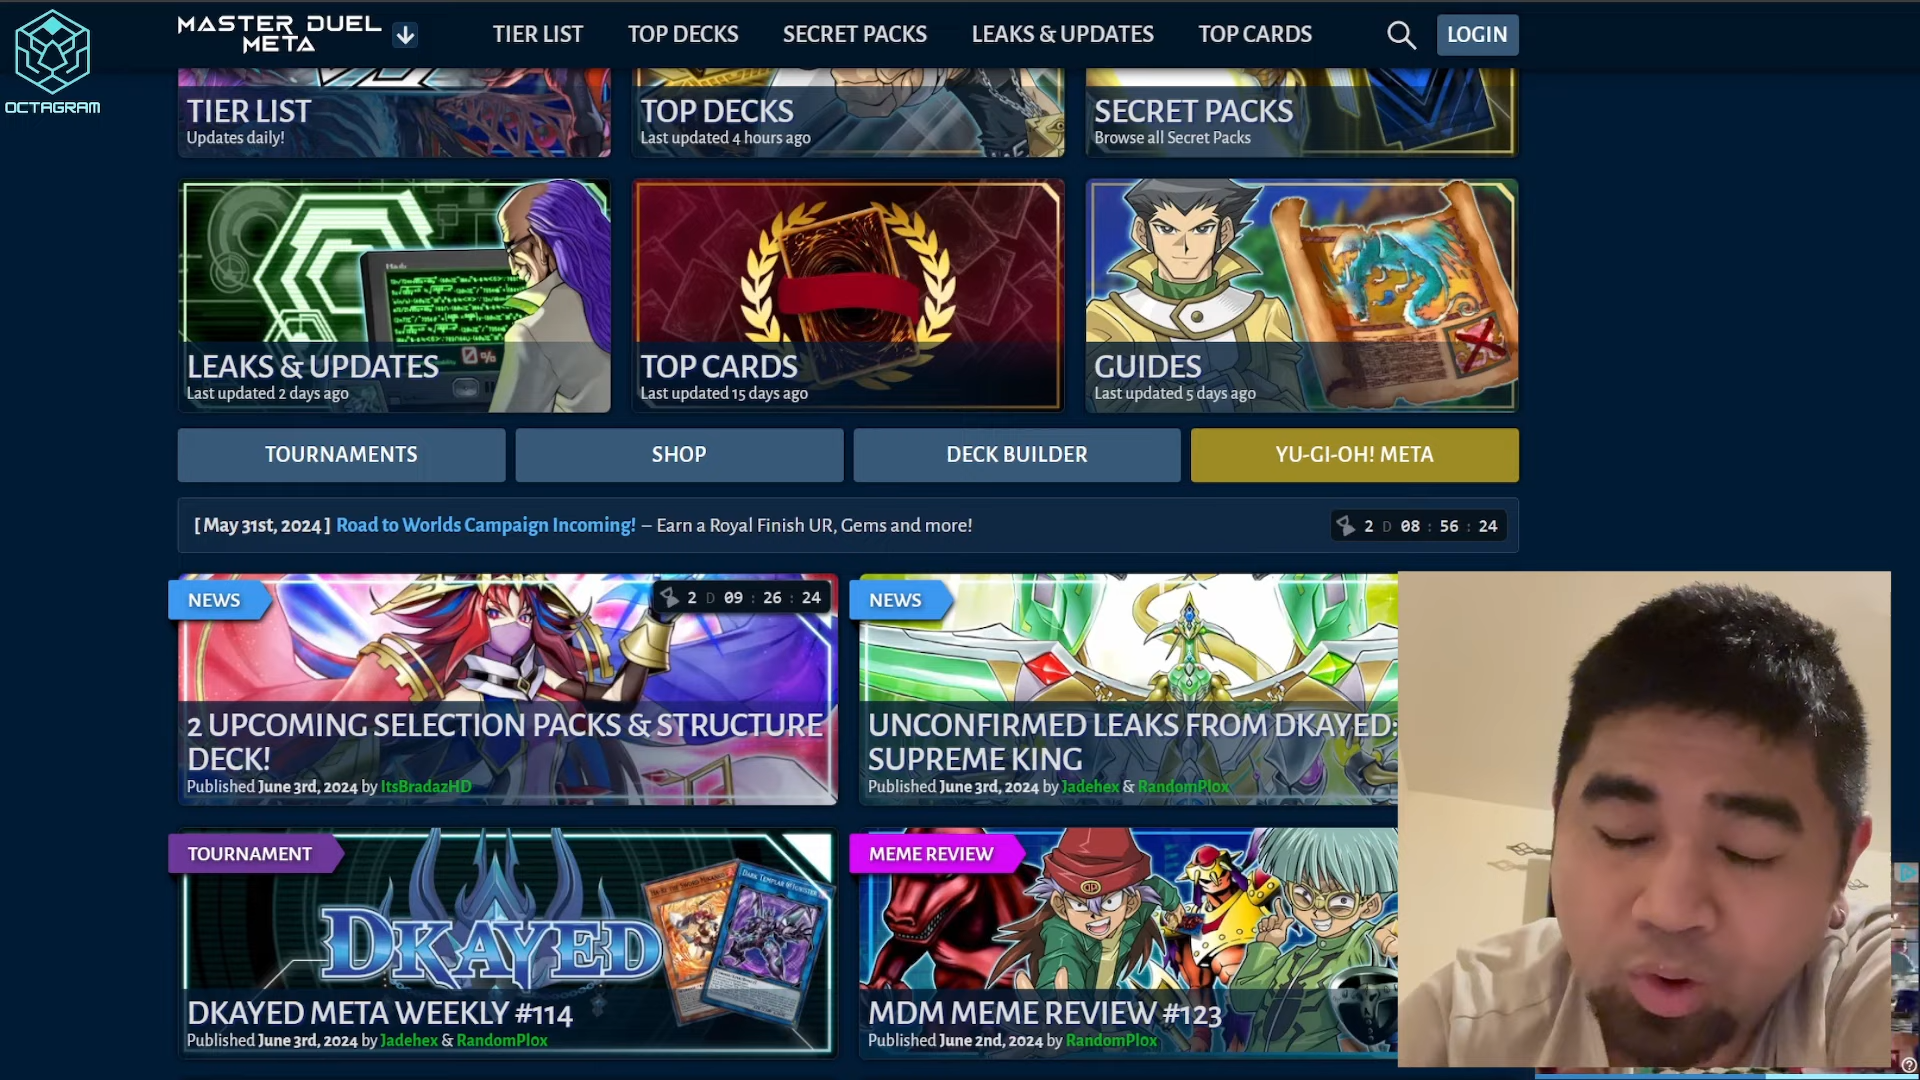 OCTAGRAM
MASTER DUEL
META
TIER LIST
TOP DECKS
SECRET PACKS
LEAKS & UPDATES
TOP CARDS
LOGIN
TIER LIST
Updates daily!
TOP DECKS
Last updated 4 hours ago
SECRET PACKS
Browse all Secret Packs
LEAKS & UPDATES
Last updated 2 days ago
0 %
TOP CARDS
Last updated 15 days ago
GUIDES
Last updated 5 days ago
TOURNAMENTS
SHOP
DECK BUILDER
YU-GI-OH! META
[ May 31st, 2024 ] Road to Worlds Campaign Incoming! – Earn a Royal Finish UR, Gems and more!
2 D 08 : 56 : 24
NEWS
2 D 09 : 26 : 24
2 UPCOMING SELECTION PACKS & STRUCTURE
DECK!
Published June 3rd, 2024 by ItsBradazHD
NEWS
UNCONFIRMED LEAKS FROM DKAYED:
SUPREME KING
Published June 3rd, 2024 by Jadehex & RandomPl0x
TOURNAMENT
DKAYED
DKAYED META WEEKLY #114
Published June 3rd, 2024 by Jadehex & RandomPl0x
MEME REVIEW
MDM MEME REVIEW #123
Published June 2nd, 2024 by RandomPl0x